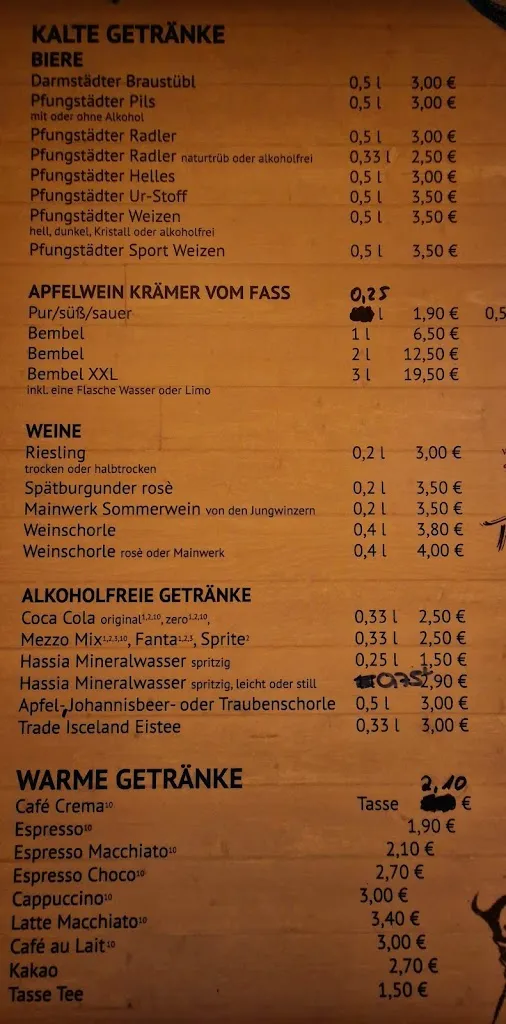 KALTE GETRÄNKE
BIERE
Darmstädter Braustübl 0,5 l 3,00 €
Pfungstädter Pils 0,5 l 3,00 €
mit oder ohne Alkohol
Pfungstädter Radler 0,5 l 3,00 €
Pfungstädter Radler naturtrüb oder alkoholfrei 0,33 l 2,50 €
Pfungstädter Helles 0,5 l 3,00 €
Pfungstädter Ur-Stoff 0,5 l 3,50 €
Pfungstädter Weizen 0,5 l 3,50 €
hell, dunkel, Kristall oder alkoholfrei
Pfungstädter Sport Weizen 0,5 l 3,50 €
APFELWEIN KRÄMER VOM FASS 0,25
Pur/süß/sauer l 1,90 € 0,5
Bembel 1 l 6,50 €
Bembel 2 l 12,50 €
Bembel XXL 3 l 19,50 €
inkl. eine Flasche Wasser oder Limo
WEINE
Riesling 0,2 l 3,00 €
trocken oder halbtrocken
Spätburgunder rosè 0,2 l 3,50 €
Mainwerk Sommerwein von den Jungwinzern 0,2 l 3,50 €
Weinschorle 0,4 l 3,80 €
Weinschorle rosè oder Mainwerk 0,4 l 4,00 €
ALKOHOLFREIE GETRÄNKE
Coca Cola original1,2,10, zero1,2,10, 0,33 l 2,50 €
Mezzo Mix1,2,3,10, Fanta1,2,3, Sprite2 0,33 l 2,50 €
Hassia Mineralwasser spritzig 0,25 l 1,50 €
Hassia Mineralwasser spritzig, leicht oder still 0,75 l 2,90 €
Apfel-, Johannisbeer- oder Traubenschorle 0,5 l 3,00 €
Trade Isceland Eistee 0,33 l 3,00 €
WARME GETRÄNKE 2,10
Café Crema10 Tasse €
Espresso10 1,90 €
Espresso Macchiato10 2,10 €
Espresso Choco10 2,70 €
Cappuccino10 3,00 €
Latte Macchiato10 3,40 €
Café au Lait10 3,00 €
Kakao 2,70 €
Tasse Tee 1,50 €